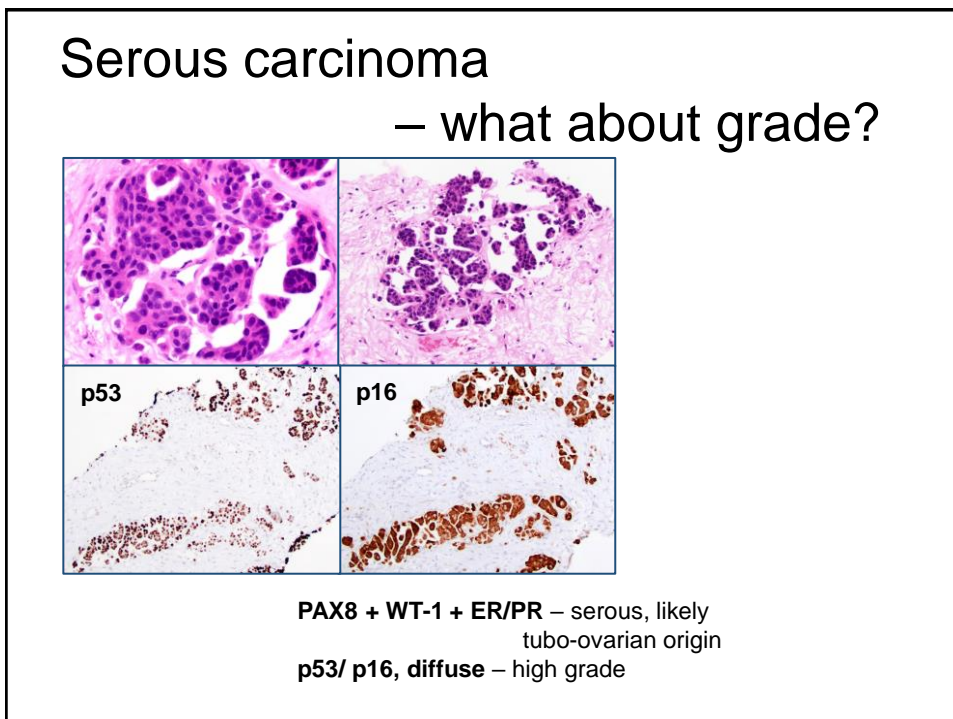 Serous carcinoma
– what about grade?
p53
p16
PAX8 + WT-1 + ER/PR – serous, likely
tubo-ovarian origin
p53/ p16, diffuse – high grade